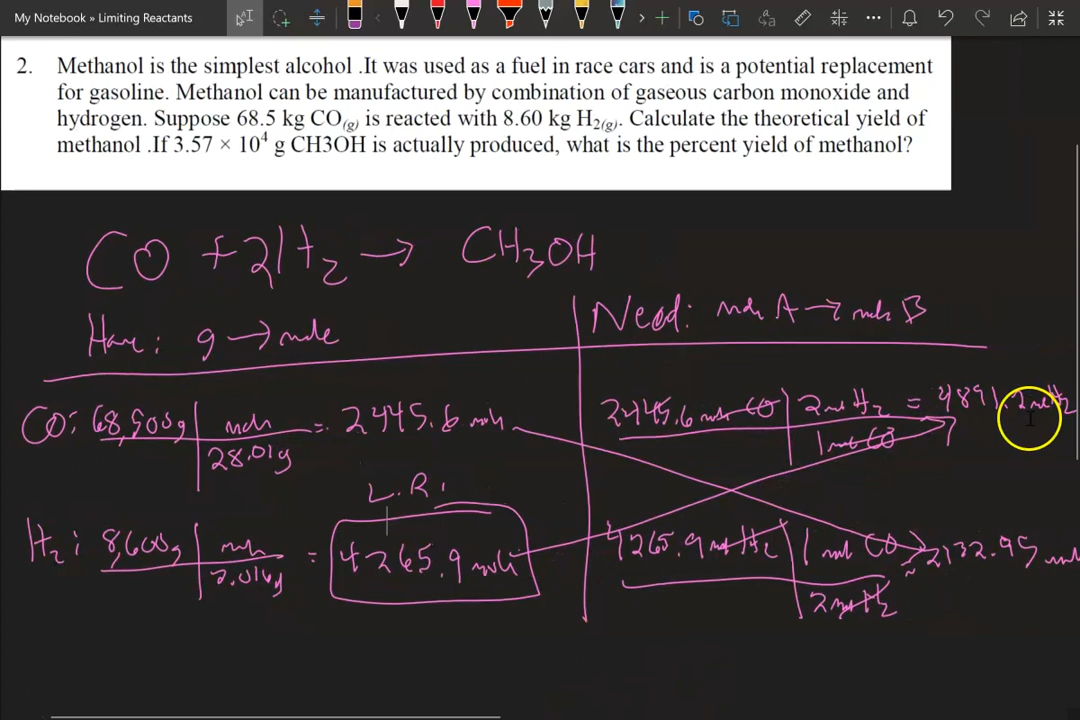 My Notebook » Limiting Reactants
2. Methanol is the simplest alcohol .It was used as a fuel in race cars and is a potential replacement
for gasoline. Methanol can be manufactured by combination of gaseous carbon monoxide and
hydrogen. Suppose 68.5 kg CO(g) is reacted with 8.60 kg H2(g). Calculate the theoretical yield of
methanol .If 3.57 × 10⁴ g CH3OH is actually produced, what is the percent yield of methanol?
CO + 2H₂ → CH₃OH
Have: g → mole
Need: mol A → mol B
CO: 68,500g | mol = 2445.6 mol
28.01g
2445.6 mol CO | 2 mol H₂ = 4891.2 mol H₂
1 mol CO
L.R.
H₂: 8,600g | mol = 4265.9 mol
2.016g
4265.9 mol H₂ | 1 mol CO = 2132.95 mol
2 mol H₂